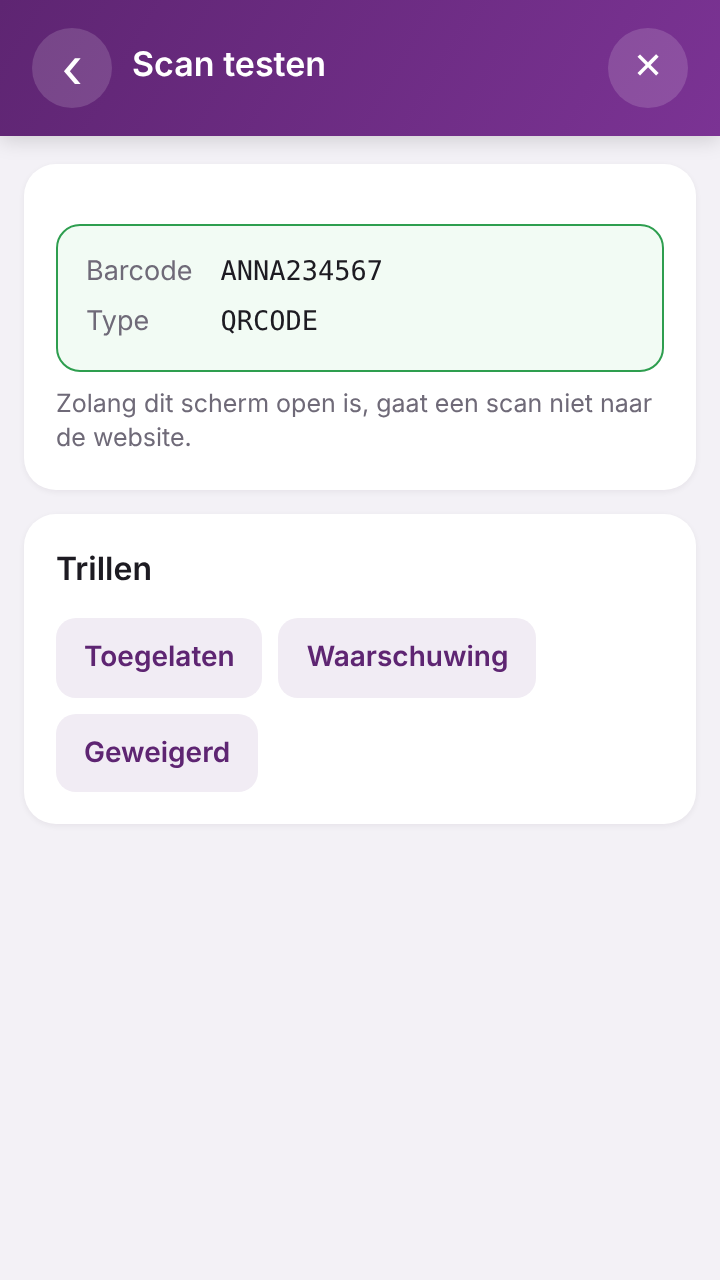 Scan testen
Barcode ANNA234567
Type QRCODE
Zolang dit scherm open is, gaat een scan niet naar
de website.
Trillen
Toegelaten Waarschuwing
Geweigerd